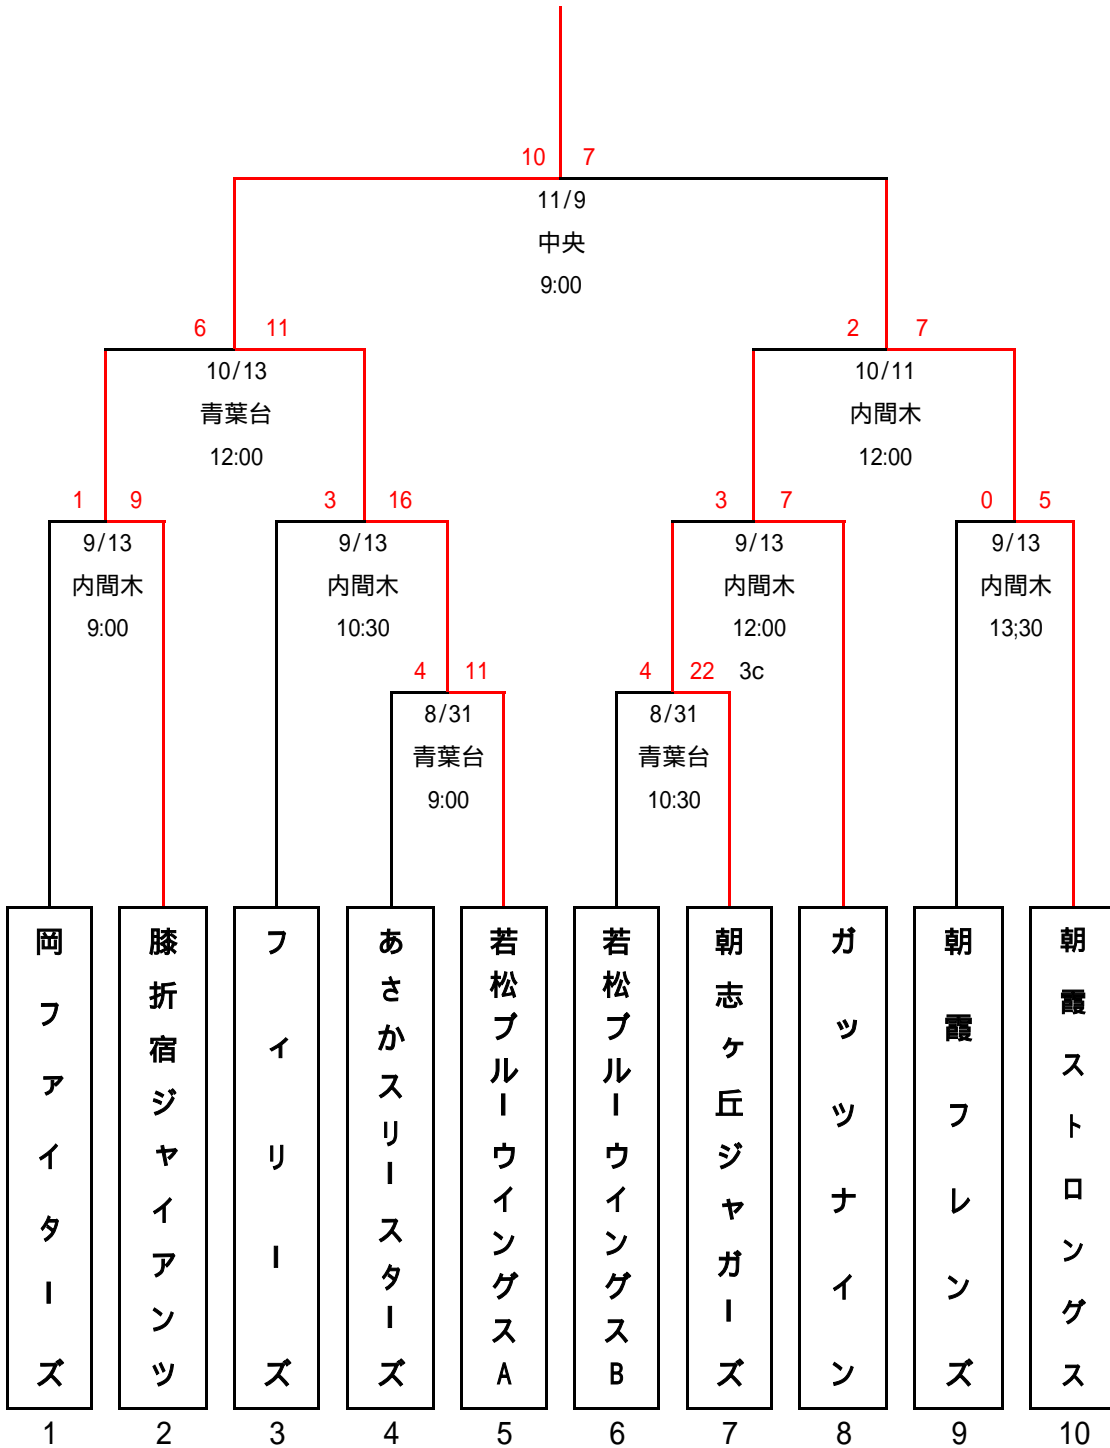 10 7
11/9
中央
9:00
6 11
2 7
10/13
青葉台
12:00
10/11
内間木
12:00
1 9
3 16
3 7
0 5
9/13
内間木
9:00
9/13
内間木
10:30
9/13
内間木
12:00
3c
9/13
内間木
13;30
4 11
4 22
8/31
青葉台
9:00
8/31
青葉台
10:30
岡ファイターズ
膝折宿ジャイアンツ
フィリーズ
あさかスリースターズ
若松ブルーウイングスA
若松ブルーウイングスB
朝志ヶ丘ジャガーズ
ガッツナイン
朝霞フレンズ
朝霞ストロングス
1 2 3 4 5 6 7 8 9 10